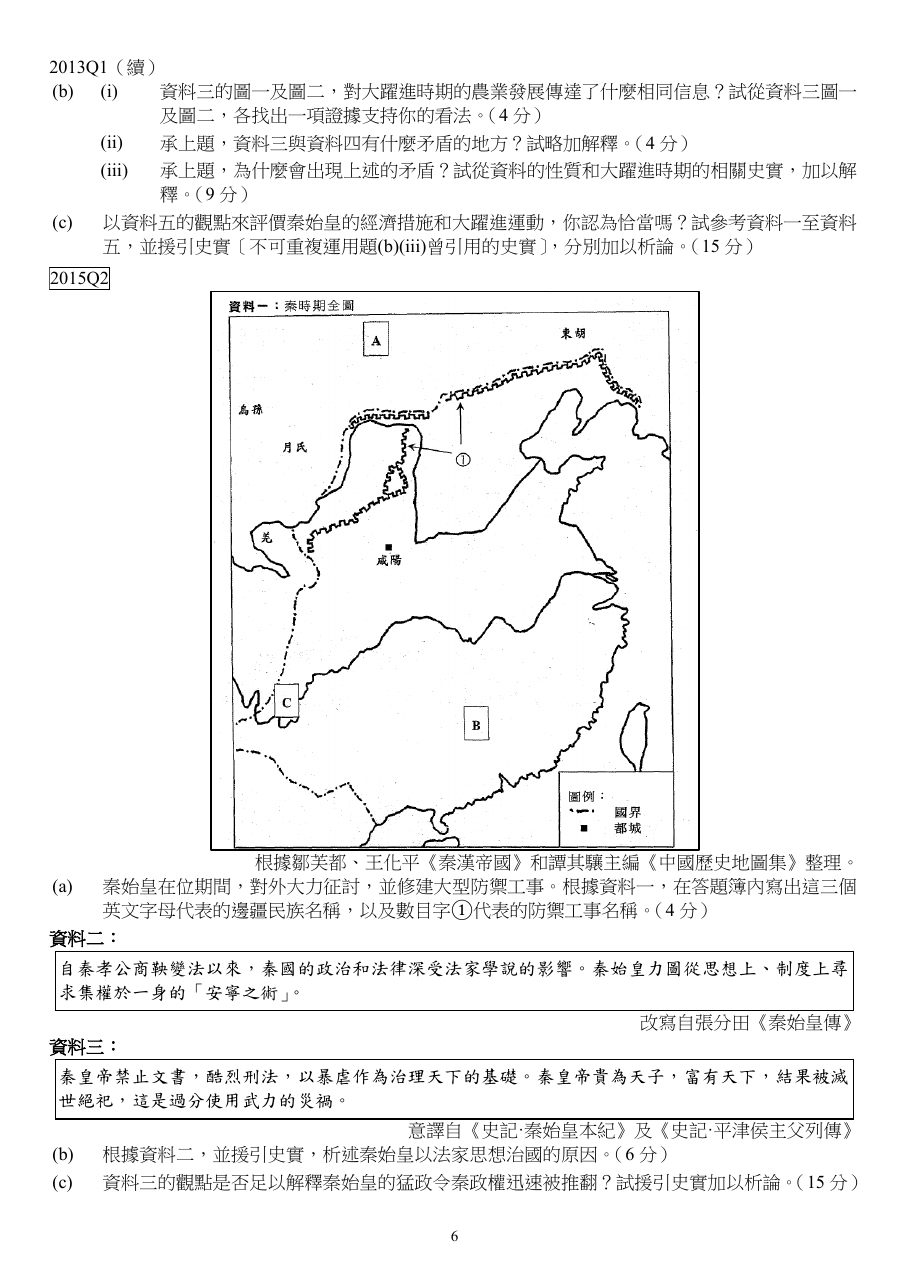 2013Q1（續）
(b) (i) 資料三的圖一及圖二，對大躍進時期的農業發展傳達了什麼相同信息？試從資料三圖一
及圖二，各找出一項證據支持你的看法。（4 分）
(ii) 承上題，資料三與資料四有什麼矛盾的地方？試略加解釋。（4 分）
(iii) 承上題，為什麼會出現上述的矛盾？試從資料的性質和大躍進時期的相關史實，加以解
釋。（9 分）
(c) 以資料五的觀點來評價秦始皇的經濟措施和大躍進運動，你認為恰當嗎？試參考資料一至資料
五，並援引史實〔不可重複運用題(b)(iii)曾引用的史實〕，分別加以析論。（15 分）
2015Q2
資料一：秦時期全圖
A
東胡
烏孫
月氏
①
羌
咸陽
C
B
圖例：
國界
都城
根據鄒芙都、王化平《秦漢帝國》和譚其驤主編《中國歷史地圖集》整理。
(a) 秦始皇在位期間，對外大力征討，並修建大型防禦工事。根據資料一，在答題簿內寫出這三個
英文字母代表的邊疆民族名稱，以及數目字①代表的防禦工事名稱。（4 分）
資料二：
自秦孝公商鞅變法以來，秦國的政治和法律深受法家學說的影響。秦始皇力圖從思想上、制度上尋
求集權於一身的「安寧之術」。
改寫自張分田《秦始皇傳》
資料三：
秦皇帝禁止文書，酷烈刑法，以暴虐作為治理天下的基礎。秦皇帝貴為天子，富有天下，結果被滅
世絕祀，這是過分使用武力的災禍。
意譯自《史記·秦始皇本紀》及《史記·平津侯主父列傳》
(b) 根據資料二，並援引史實，析述秦始皇以法家思想治國的原因。（6 分）
(c) 資料三的觀點是否足以解釋秦始皇的猛政令秦政權迅速被推翻？試援引史實加以析論。（15 分）
6